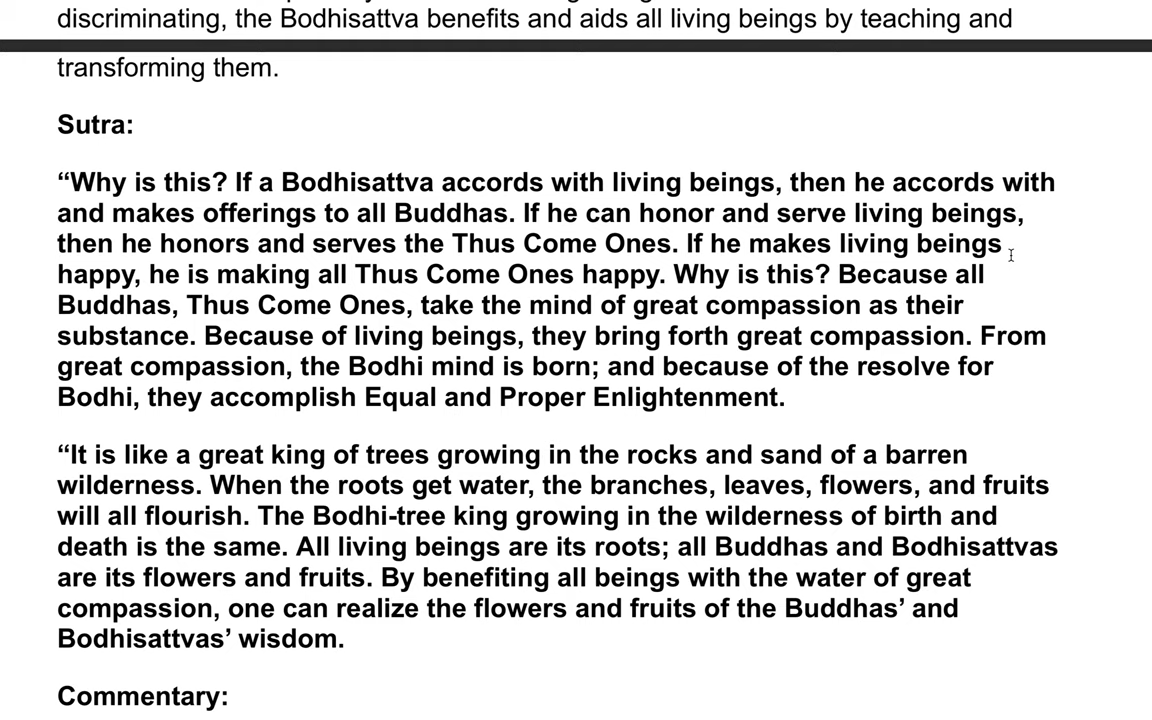 discriminating, the Bodhisattva benefits and aids all living beings by teaching and
transforming them.
Sutra:
“Why is this? If a Bodhisattva accords with living beings, then he accords with
and makes offerings to all Buddhas. If he can honor and serve living beings,
then he honors and serves the Thus Come Ones. If he makes living beings
happy, he is making all Thus Come Ones happy. Why is this? Because all
Buddhas, Thus Come Ones, take the mind of great compassion as their
substance. Because of living beings, they bring forth great compassion. From
great compassion, the Bodhi mind is born; and because of the resolve for
Bodhi, they accomplish Equal and Proper Enlightenment.
“It is like a great king of trees growing in the rocks and sand of a barren
wilderness. When the roots get water, the branches, leaves, flowers, and fruits
will all flourish. The Bodhi-tree king growing in the wilderness of birth and
death is the same. All living beings are its roots; all Buddhas and Bodhisattvas
are its flowers and fruits. By benefiting all beings with the water of great
compassion, one can realize the flowers and fruits of the Buddhas’ and
Bodhisattvas’ wisdom.
Commentary: